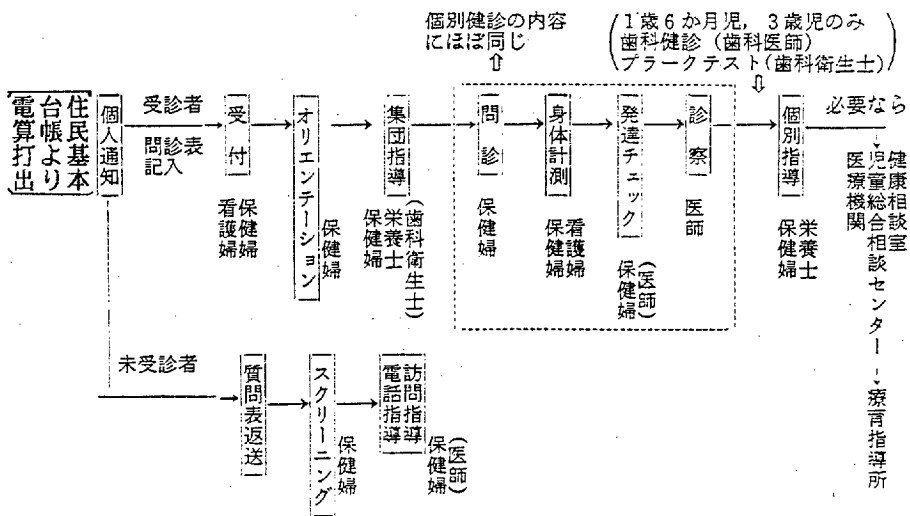 個別健診の内容
にほぼ同じ
⇧
(1歳6か月児，3歳児のみ
歯科健診（歯科医師）
プラークテスト(歯科衛生士))
⇩
住民基本
台帳より
電算打出
個人通知
受診者
問診表
記入
受付
保健婦
看護婦
オリエンテーション
保健婦
集団指導
(歯科衛生士)
栄養士
保健婦
問診
保健婦
身体計測
看護婦
保健婦
発達チェック
(医師)
保健婦
診察
医師
個別指導
栄養士
保健婦
必要なら
健康相談室
児童総合相談センター→療育指導所
医療機関
未受診者
質問表返送
スクリーニング
保健婦
訪問指導
電話指導
(医師)
保健婦